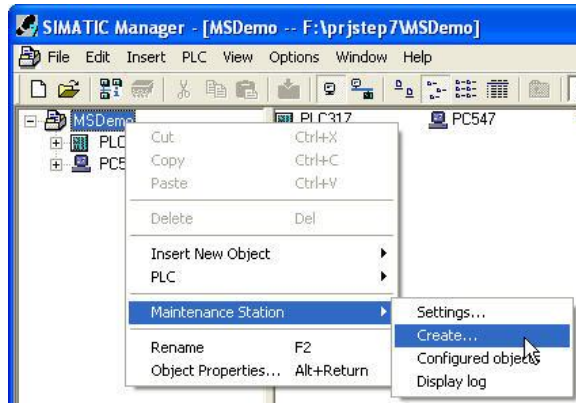 SIMATIC Manager - [MSDemo -- F:\prjstep7\MSDemo]
File Edit Insert PLC View Options Window Help
MSDemo
PLC
PC5
PLC317
PC547
Cut Ctrl+X
Copy Ctrl+C
Paste Ctrl+V
Delete Del
Insert New Object
PLC
Maintenance Station
Rename F2
Object Properties... Alt+Return
Settings...
Create...
Configured objects
Display log